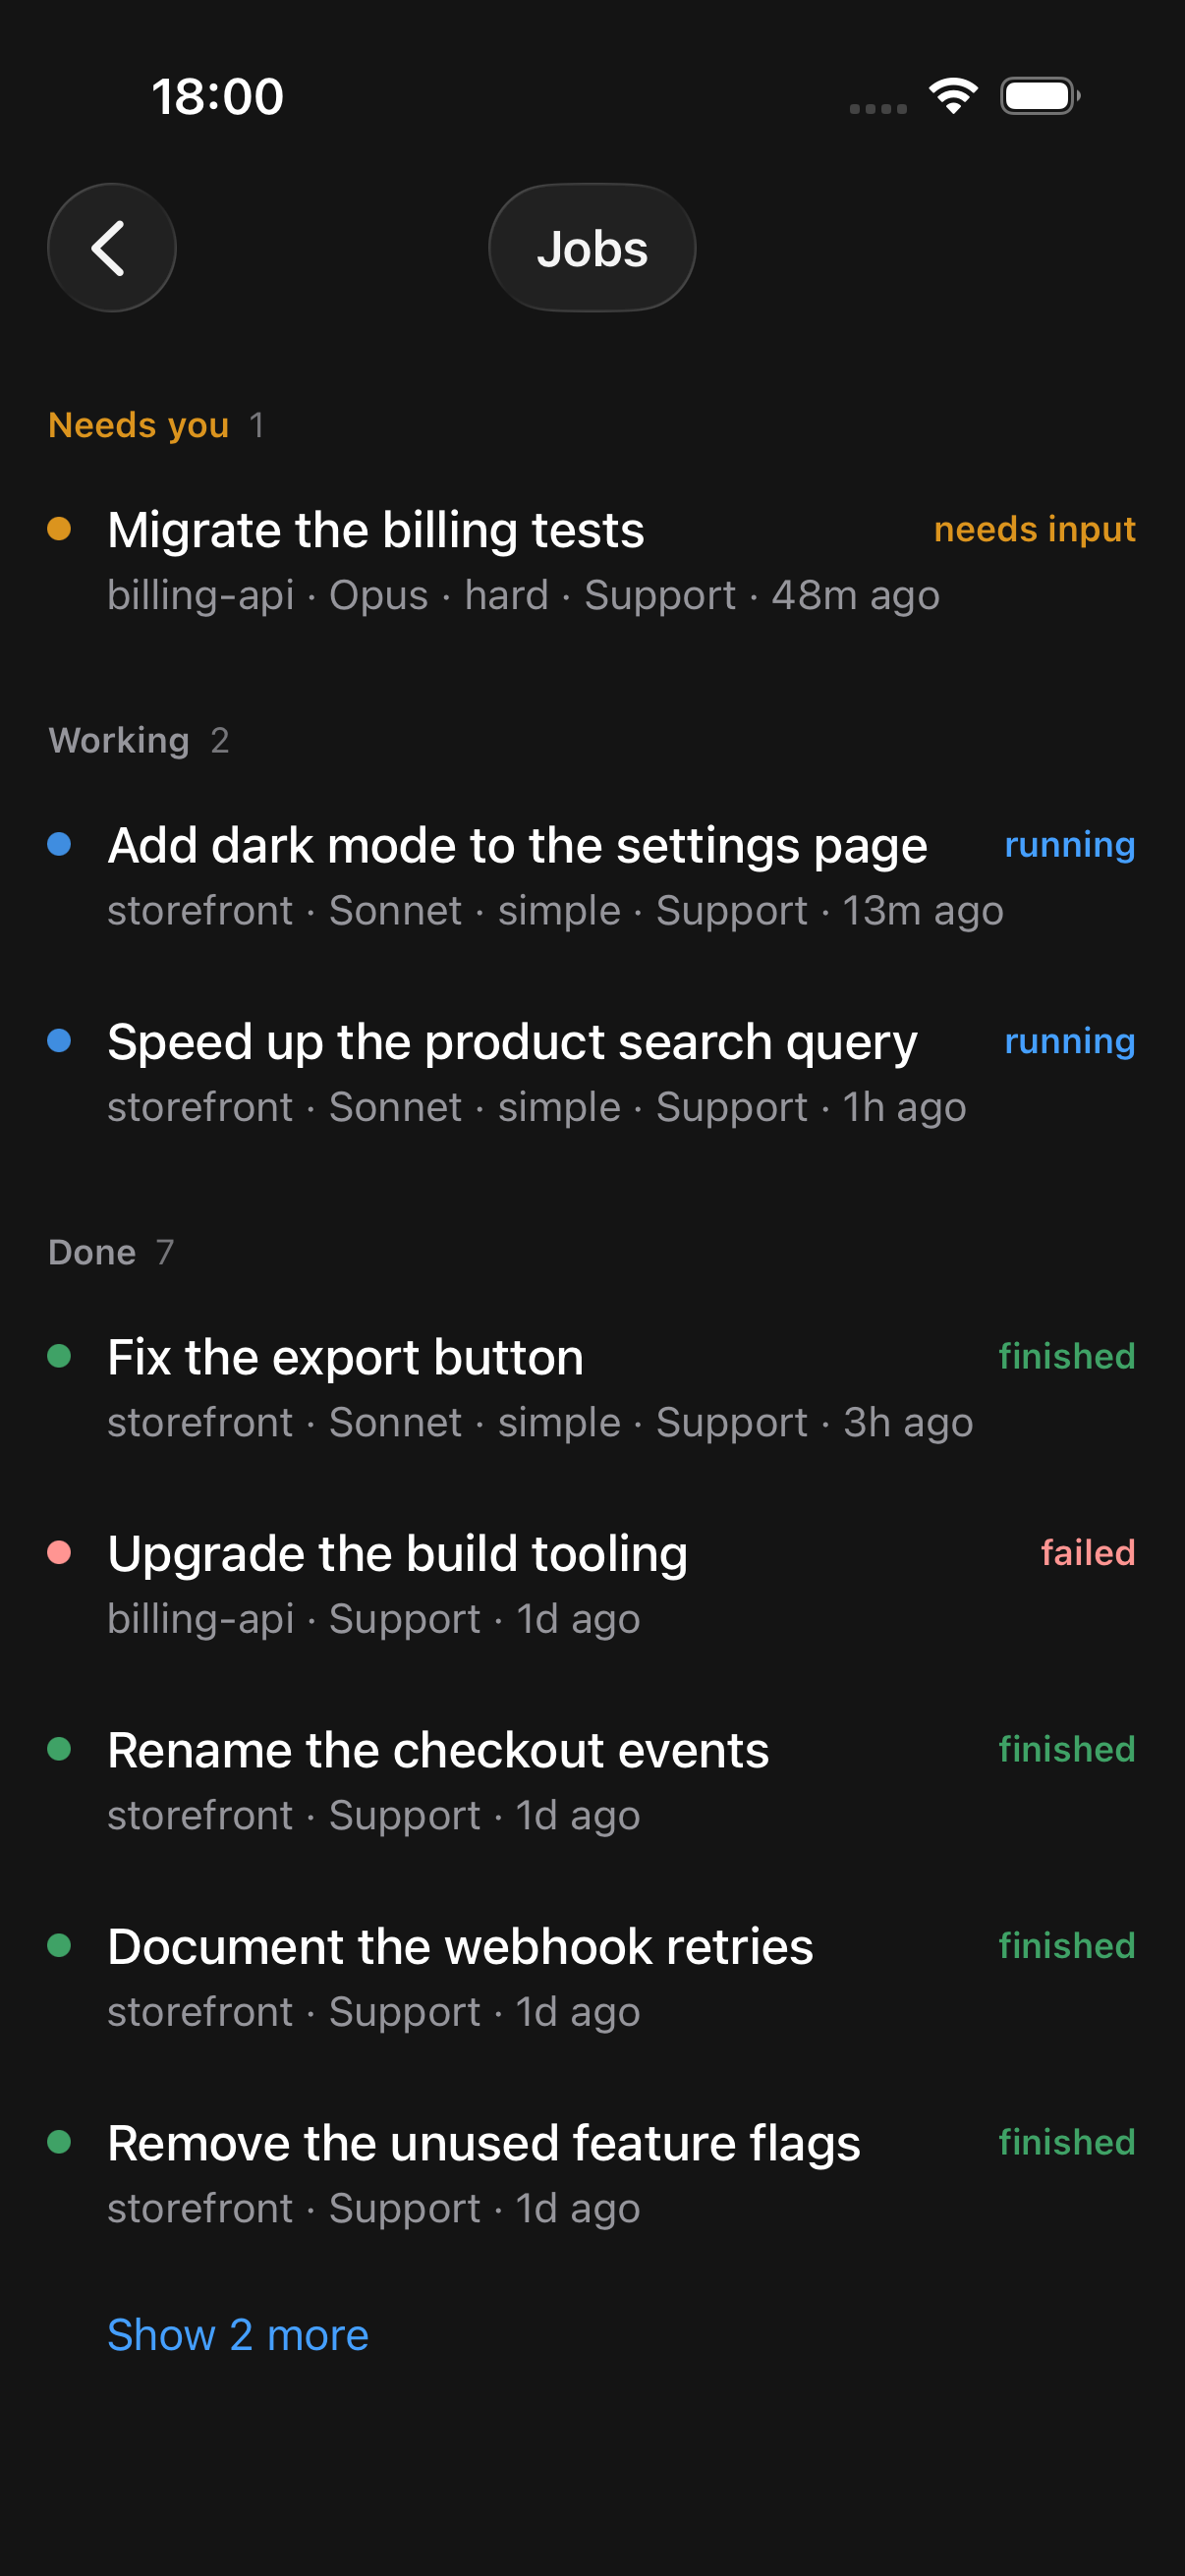 18:00
Jobs
Needs you 1
Migrate the billing tests needs input
billing-api · Opus · hard · Support · 48m ago
Working 2
Add dark mode to the settings page running
storefront · Sonnet · simple · Support · 13m ago
Speed up the product search query running
storefront · Sonnet · simple · Support · 1h ago
Done 7
Fix the export button finished
storefront · Sonnet · simple · Support · 3h ago
Upgrade the build tooling failed
billing-api · Support · 1d ago
Rename the checkout events finished
storefront · Support · 1d ago
Document the webhook retries finished
storefront · Support · 1d ago
Remove the unused feature flags finished
storefront · Support · 1d ago
Show 2 more